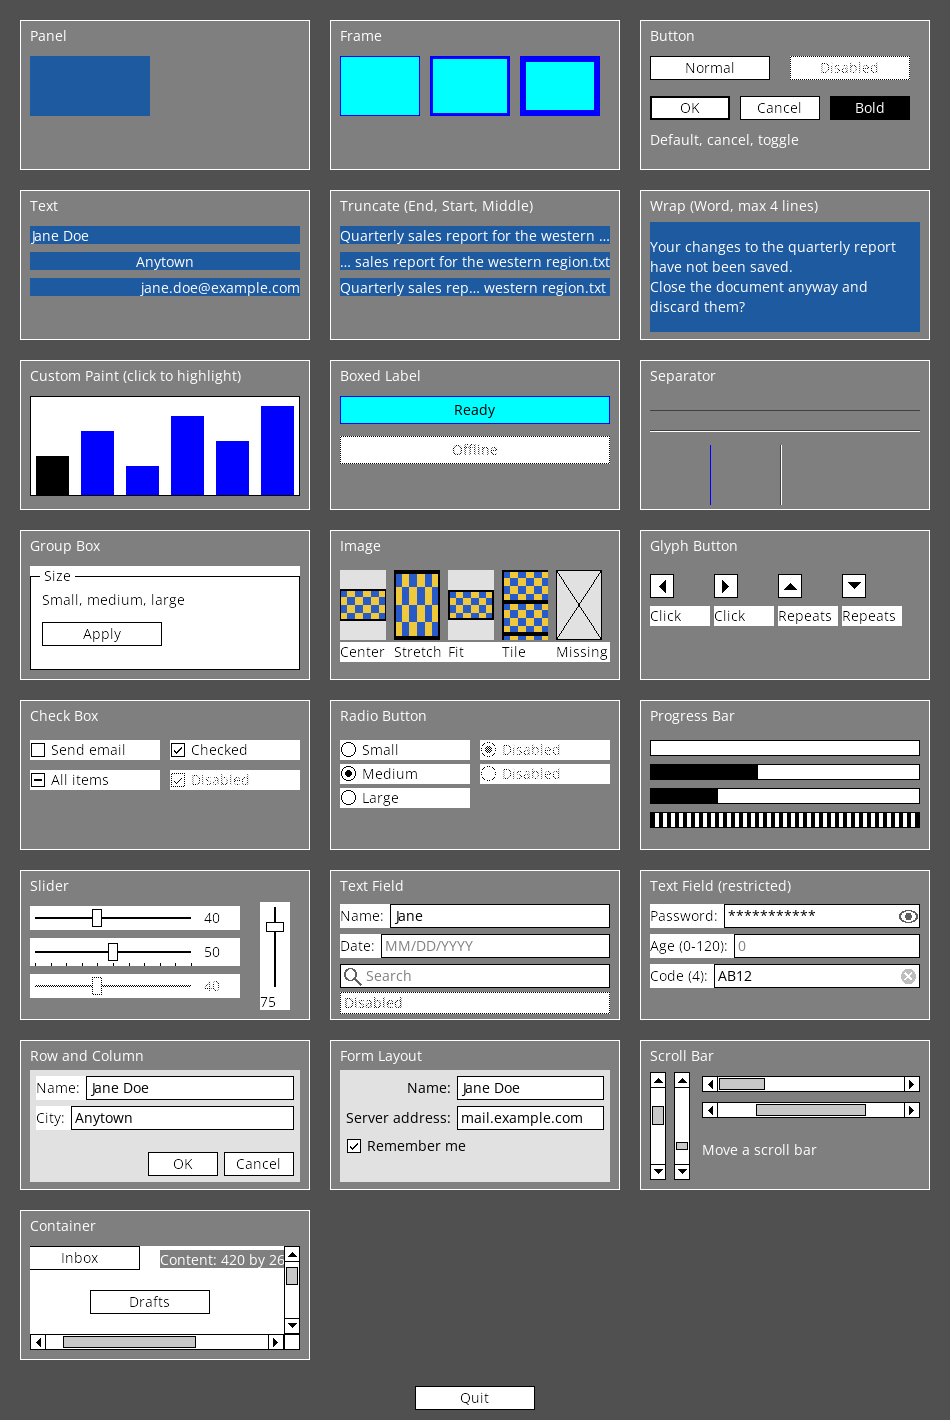 Panel
Frame
Button
Normal
Disabled
OK
Cancel
Bold
Default, cancel, toggle
Text
Jane Doe
Anytown
jane.doe@example.com
Truncate (End, Start, Middle)
Quarterly sales report for the western ...
... sales report for the western region.txt
Quarterly sales rep... western region.txt
Wrap (Word, max 4 lines)
Your changes to the quarterly report
have not been saved.
Close the document anyway and
discard them?
Custom Paint (click to highlight)
Boxed Label
Ready
Offline
Separator
Group Box
Size
Small, medium, large
Apply
Image
Center
Stretch
Fit
Tile
Missing
Glyph Button
Click
Click
Repeats
Repeats
Check Box
Send email
Checked
All items
Disabled
Radio Button
Small
Disabled
Medium
Disabled
Large
Progress Bar
Slider
40
50
40
75
Text Field
Name: Jane
Date: MM/DD/YYYY
Search
Disabled
Text Field (restricted)
Password: ***********
Age (0-120): 0
Code (4): AB12
Row and Column
Name: Jane Doe
City: Anytown
OK
Cancel
Form Layout
Name: Jane Doe
Server address: mail.example.com
Remember me
Scroll Bar
Move a scroll bar
Container
Inbox
Content: 420 by 26
Drafts
Quit